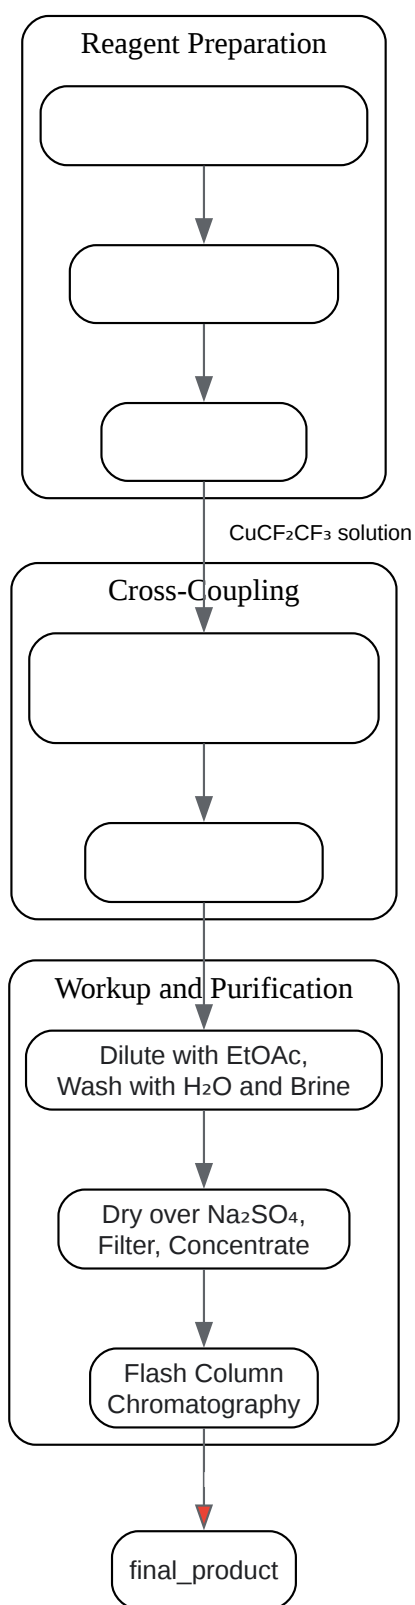 Reagent Preparation
CuCF₂CF₃ solution
Cross-Coupling
Workup and Purification
Dilute with EtOAc,
Wash with H₂O and Brine
Dry over Na₂SO₄,
Filter, Concentrate
Flash Column
Chromatography
final_product